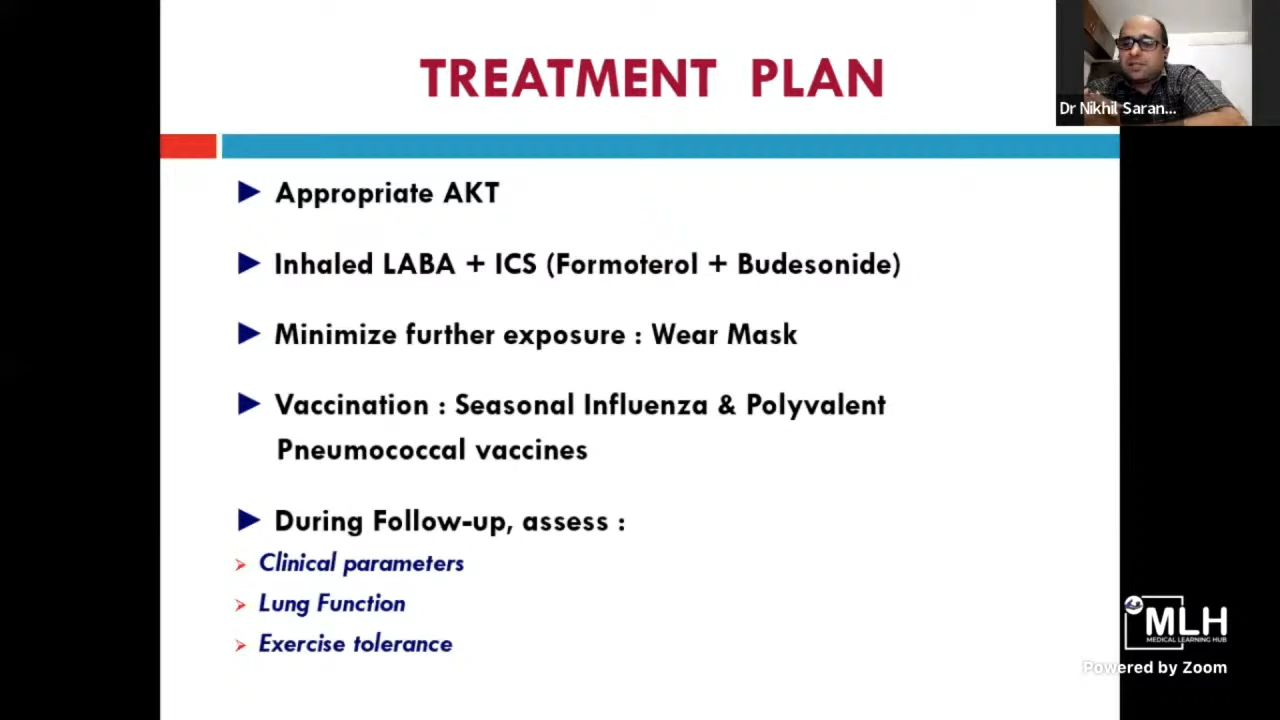 TREATMENT PLAN
Dr Nikhil Saran...
Appropriate AKT
Inhaled LABA + ICS (Formoterol + Budesonide)
Minimize further exposure : Wear Mask
Vaccination : Seasonal Influenza & Polyvalent
Pneumococcal vaccines
During Follow-up, assess :
Clinical parameters
Lung Function
Exercise tolerance
MLH
MEDICAL LEARNING HUB
Powered by Zoom